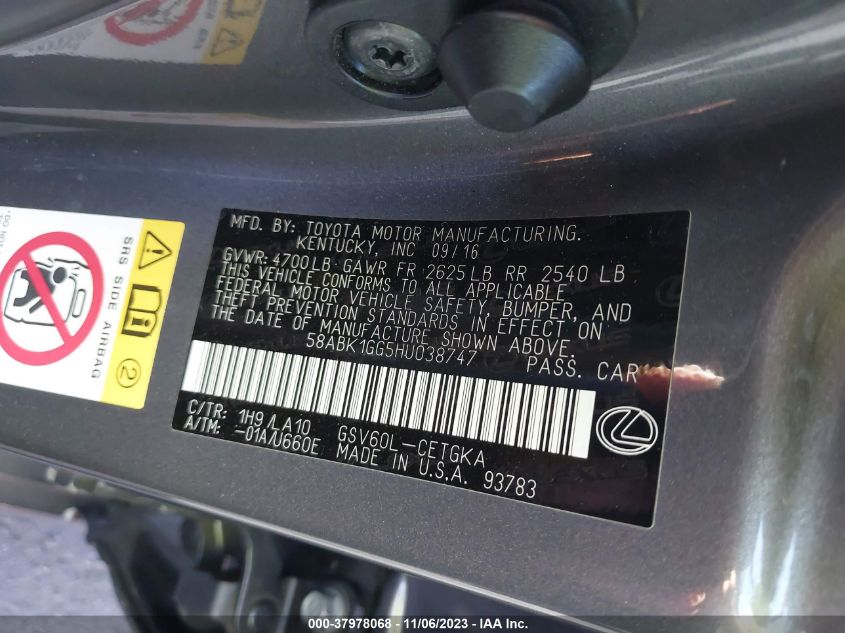 MFD. BY: TOYOTA MOTOR MANUFACTURING.
KENTUCKY, INC 09/16
GVWR: 4700LB GAWR FR 2625 LB RR 2540 LB
THIS VEHICLE CONFORMS TO ALL APPLICABLE
FEDERAL MOTOR VEHICLE SAFETY, BUMPER, AND
THEFT PREVENTION STANDARDS IN EFFECT ON
THE DATE OF MANUFACTURE SHOWN ABOVE.
58ABK1GG5HU038747
PASS. CAR
C/TR: 1H9/LA10
A/TM: -01A/U660E
GSV60L-CETGKA
MADE IN U.S.A. 93783
SRS SIDE AIRBAG
2
000-37978068 - 11/06/2023 - IAA Inc.